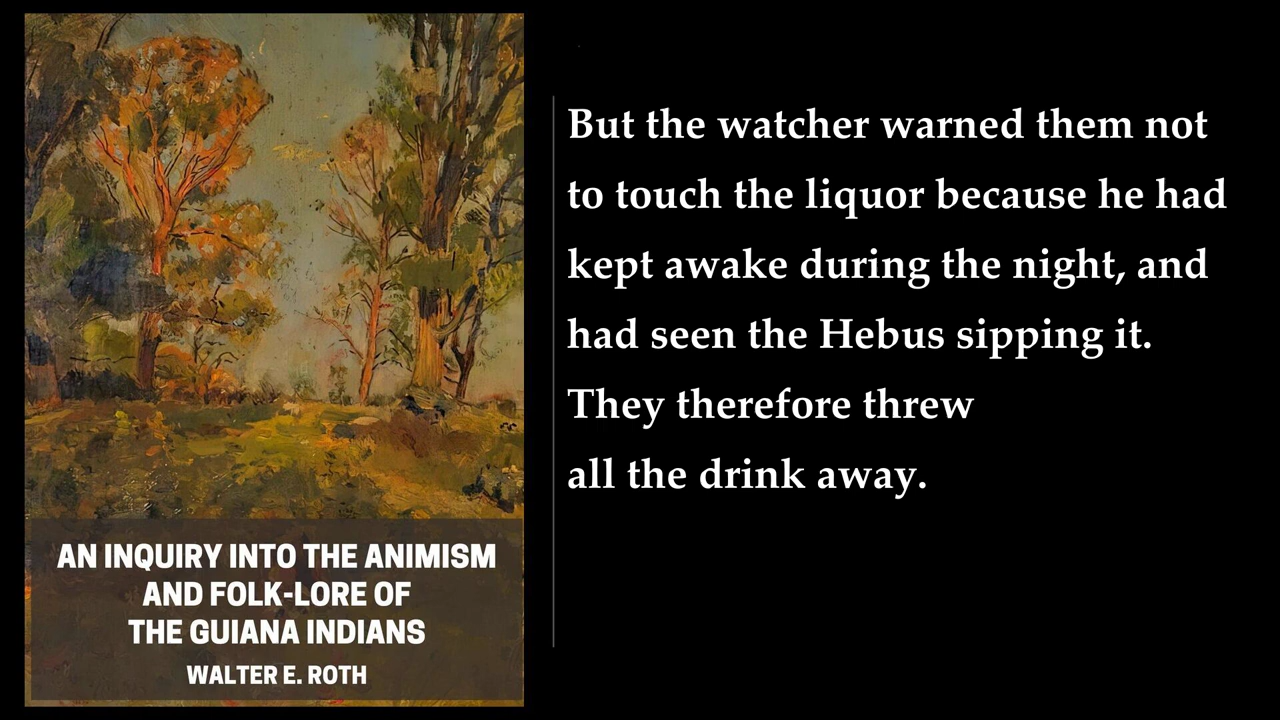 But the watcher warned them not
to touch the liquor because he had
kept awake during the night, and
had seen the Hebus sipping it.
They therefore threw
all the drink away.
AN INQUIRY INTO THE ANIMISM
AND FOLK-LORE OF
THE GUIANA INDIANS
WALTER E. ROTH